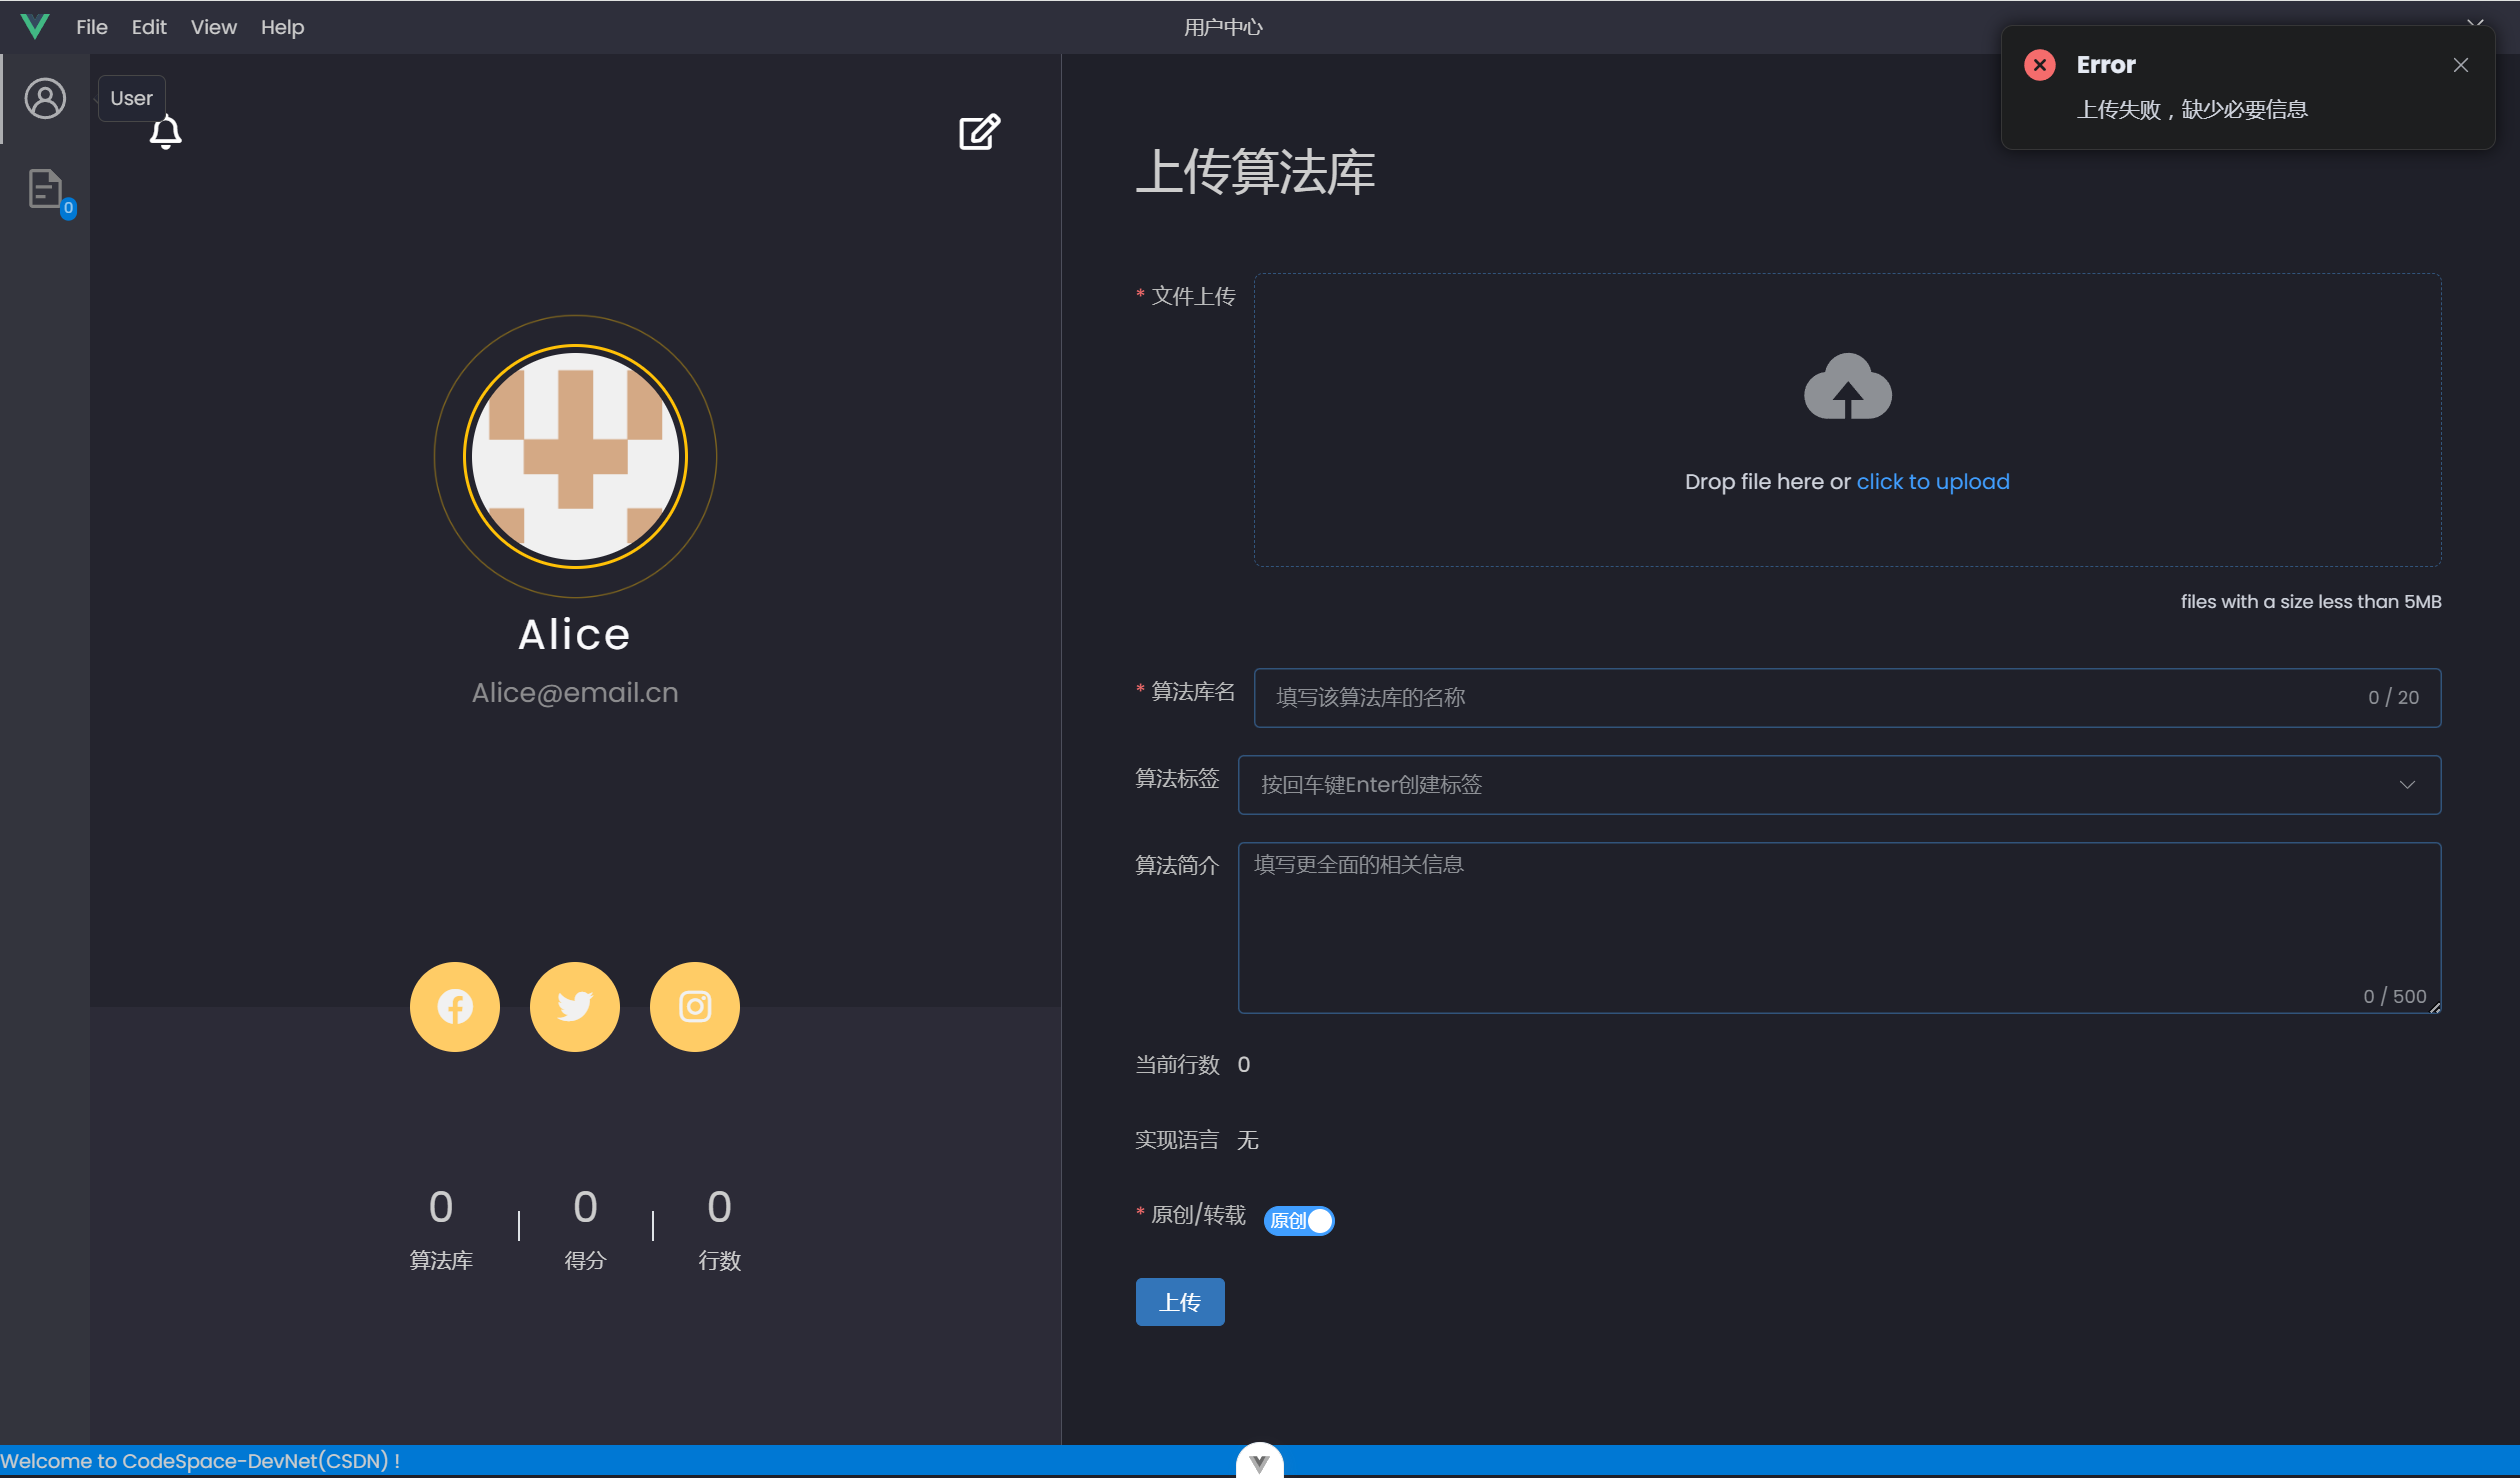 File Edit View Help
用户中心
Error
上传失败，缺少必要信息
User
0
Alice
Alice@email.cn
0 0 0
算法库 得分 行数
上传算法库
* 文件上传
Drop file here or click to upload
files with a size less than 5MB
* 算法库名 填写该算法库的名称 0 / 20
算法标签 按回车键Enter创建标签
算法简介 填写更全面的相关信息
0 / 500
当前行数 0
实现语言 无
* 原创/转载 原创
上传
Welcome to CodeSpace-DevNet(CSDN) !